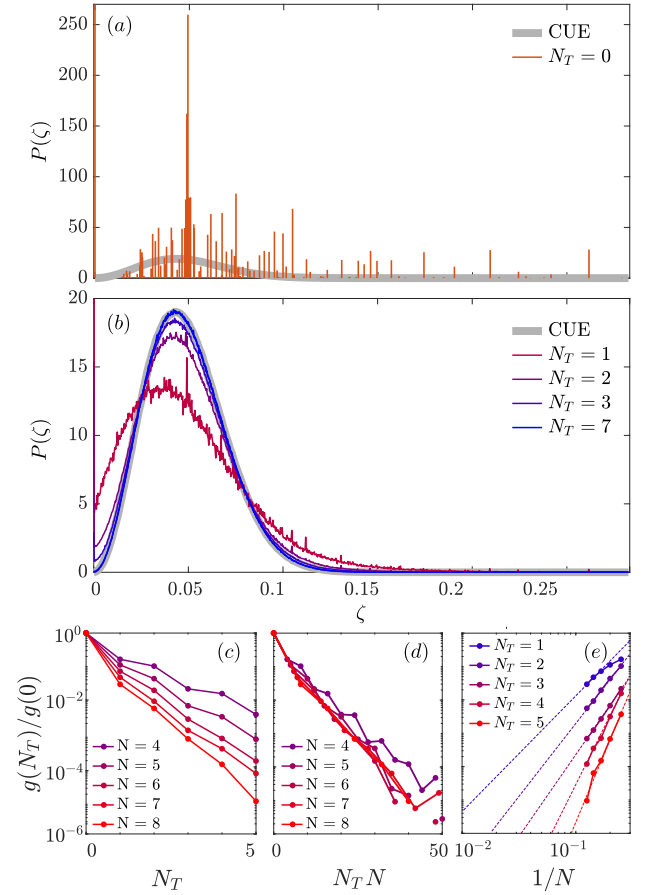 (a)
CUE
N_T = 0
P(ζ)
250
200
150
100
50
0
(b)
CUE
N_T = 1
N_T = 2
N_T = 3
N_T = 7
P(ζ)
20
15
10
5
0
0 0.05 0.1 0.15 0.2 0.25
ζ
g(N_T)/g(0)
10^0
10^-2
10^-4
10^-6
(c)
N = 4
N = 5
N = 6
N = 7
N = 8
0 5
N_T
(d)
N = 4
N = 5
N = 6
N = 7
N = 8
0 50
N_T N
(e)
N_T = 1
N_T = 2
N_T = 3
N_T = 4
N_T = 5
10^-2 10^-1
1/N